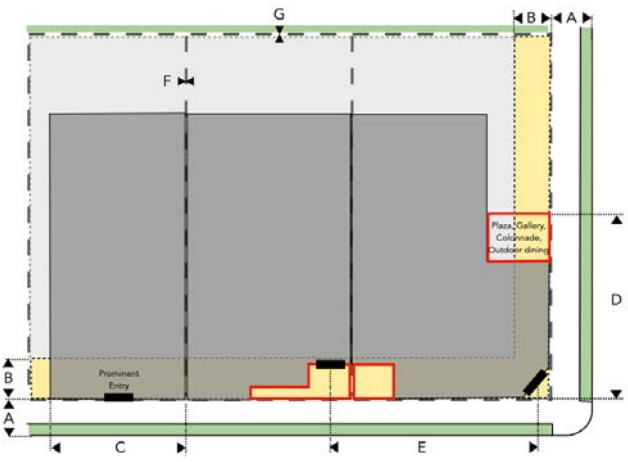 G
B
A
F
Plaza, Gallery,
Colonnade,
Outdoor dining
D
B
Prominent
Entry
A
C
E